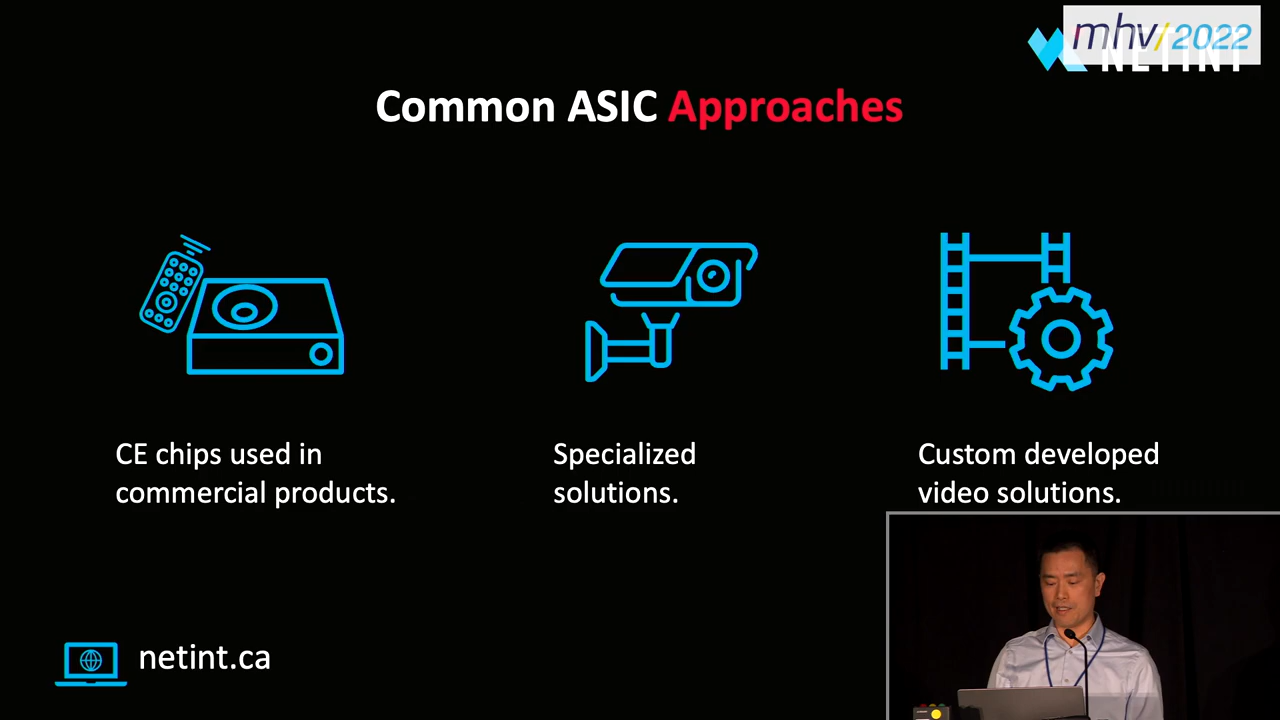 mhv/2022
NETINT
Common ASIC Approaches
CE chips used in
commercial products.
Specialized
solutions.
Custom developed
video solutions.
netint.ca